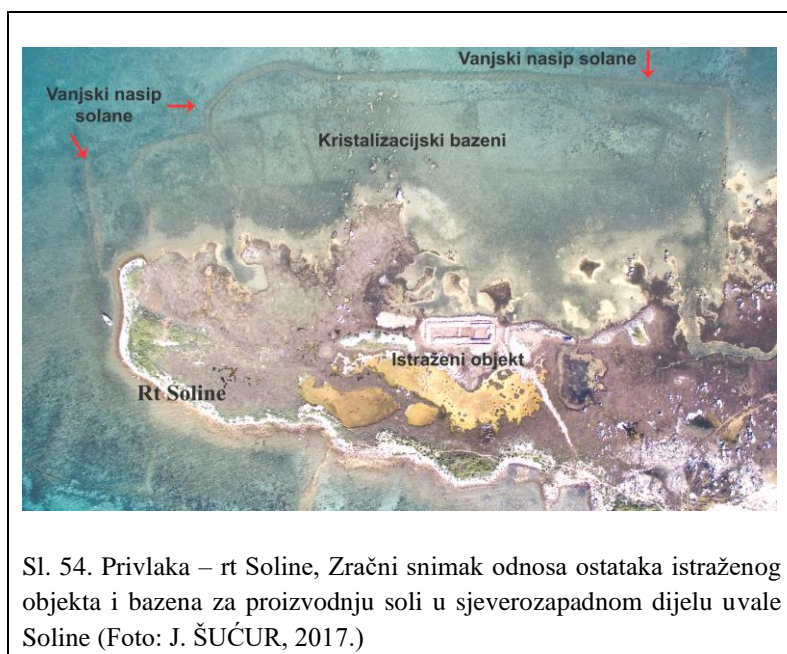 Vanjski nasip solane
Vanjski nasip
solane
Kristalizacijski bazeni
Istraženi objekt
Rt Soline
Sl. 54. Privlaka – rt Soline, Zračni snimak odnosa ostataka istraženog
objekta i bazena za proizvodnju soli u sjeverozapadnom dijelu uvale
Soline (Foto: J. ŠUĆUR, 2017.)